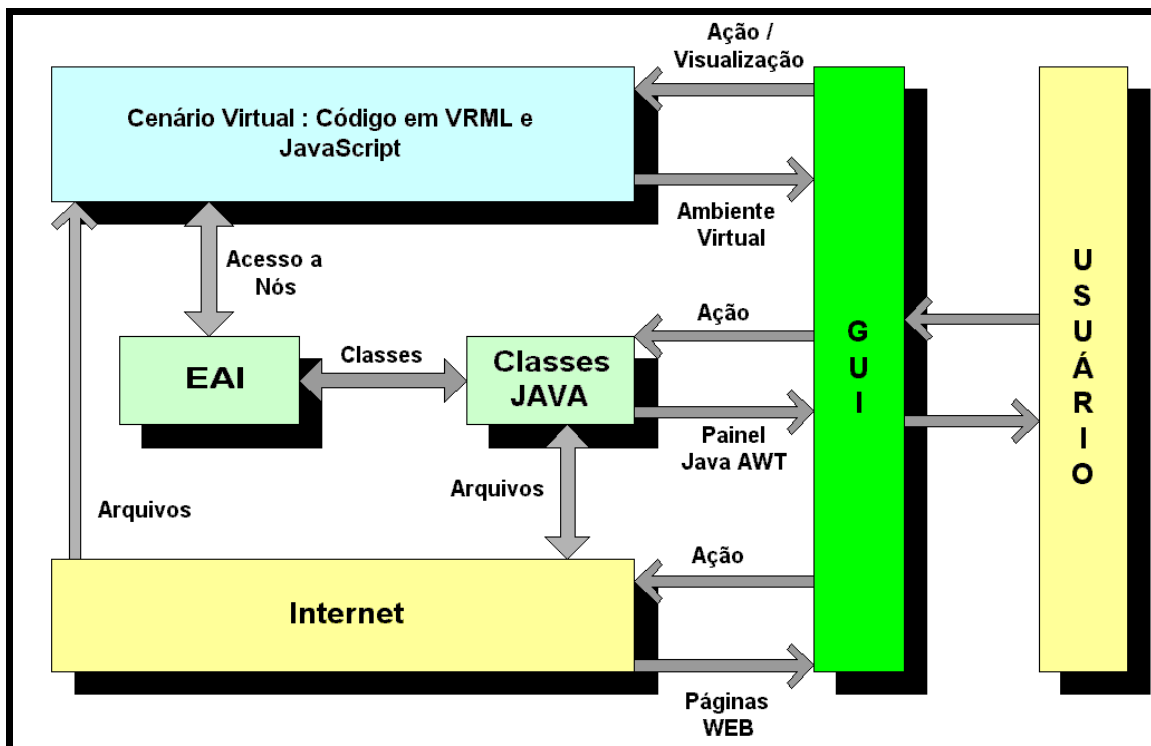 Ação /
Visualização
Cenário Virtual : Código em VRML e
JavaScript
Ambiente
Virtual
Acesso a
Nós
Ação
EAI
Classes
Classes
JAVA
Painel
Java AWT
Arquivos
Arquivos
Ação
Internet
Páginas
WEB
G
U
I
U
S
U
Á
R
I
O